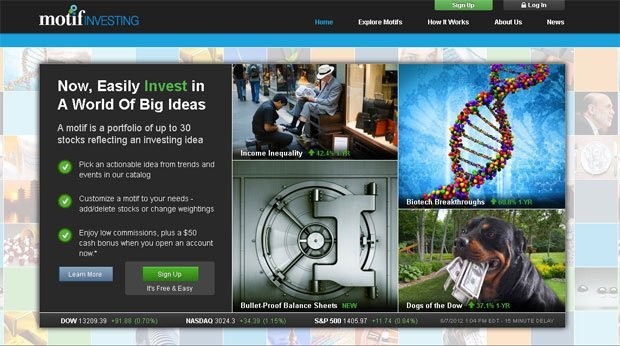 motif INVESTING
Sign Up
Log In
Home
Explore Motifs
How It Works
About Us
News
Now, Easily Invest in
A World Of Big Ideas
A motif is a portfolio of up to 30
stocks reflecting an investing idea
Pick an actionable idea from trends and
events in our catalog
Customize a motif to your needs -
add/delete stocks or change weightings
Enjoy low commissions, plus a $50
cash bonus when you open an account
now.*
Learn More
Sign Up
It's Free & Easy
Income Inequality 42.4% 1-YR
Biotech Breakthroughs 60.0% 1-YR
Bullet-Proof Balance Sheets NEW
Dogs of the Dow 37.1% 1-YR
DOW 13209.39 +91.88 (0.70%)
NASDAQ 3024.3 +34.39 (1.15%)
S&P 500 1405.97 +11.74 (0.84%)
5/7/2012 1:04 PM EDT - 15 MINUTE DELAY